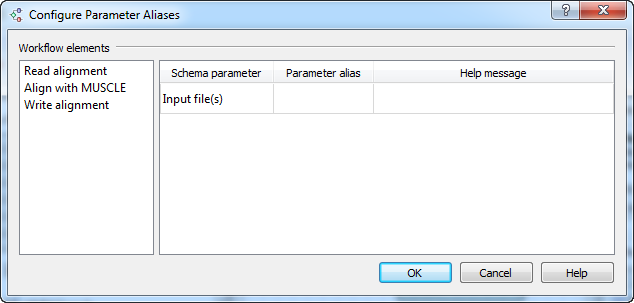 Configure Parameter Aliases
Workflow elements
Read alignment
Align with MUSCLE
Write alignment
Schema parameter Parameter alias Help message
Input file(s)
OK Cancel Help